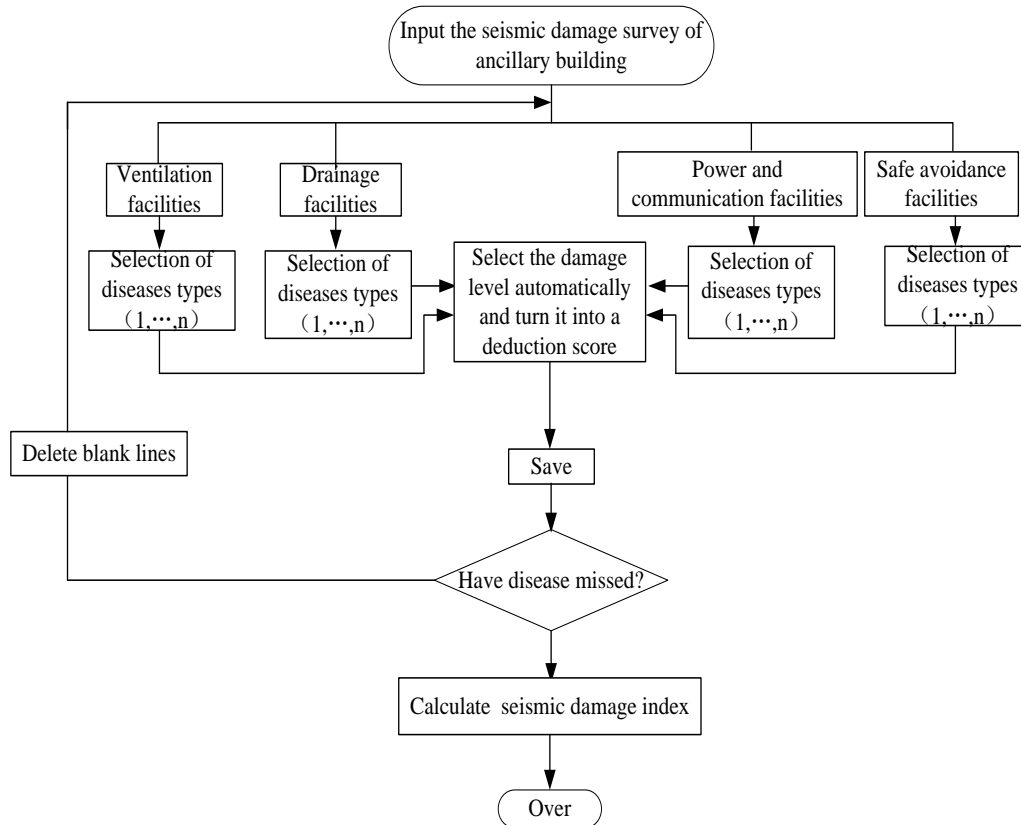 Input the seismic damage survey of
ancillary building
Ventilation
facilities
Drainage
facilities
Power and
communication facilities
Safe avoidance
facilities
Selection of
diseases types
（1,⋯,n）
Selection of
diseases types
（1,⋯,n）
Select the damage
level automatically
and turn it into a
deduction score
Selection of
diseases types
（1,⋯,n）
Selection of
diseases types
（1,⋯,n）
Delete blank lines
Save
Have disease missed?
Calculate seismic damage index
Over